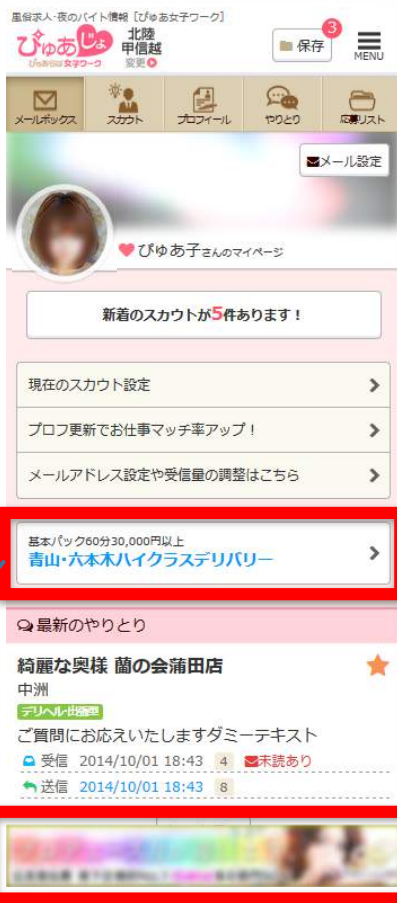 風俗求人・夜のバイト情報［ぴゅあ女子ワーク］
ぴゅあじょ
ぴゅあらば女子ワーク
北陸
甲信越
変更
保存
3
MENU
メールボックス
スカウト
プロフィール
やりとり
応募リスト
メール設定
ぴゅあ子さんのマイページ
新着のスカウトが5件あります！
現在のスカウト設定
プロフ更新でお仕事マッチ率アップ！
メールアドレス設定や受信量の調整はこちら
基本パック60分30,000円以上
青山・六本木ハイクラスデリバリー
最新のやりとり
綺麗な奥様 蘭の会蒲田店
中洲
デリヘル・出張型
ご質問にお応えいたしますダミーテキスト
受信 2014/10/01 18:43 4 未読あり
送信 2014/10/01 18:43 8